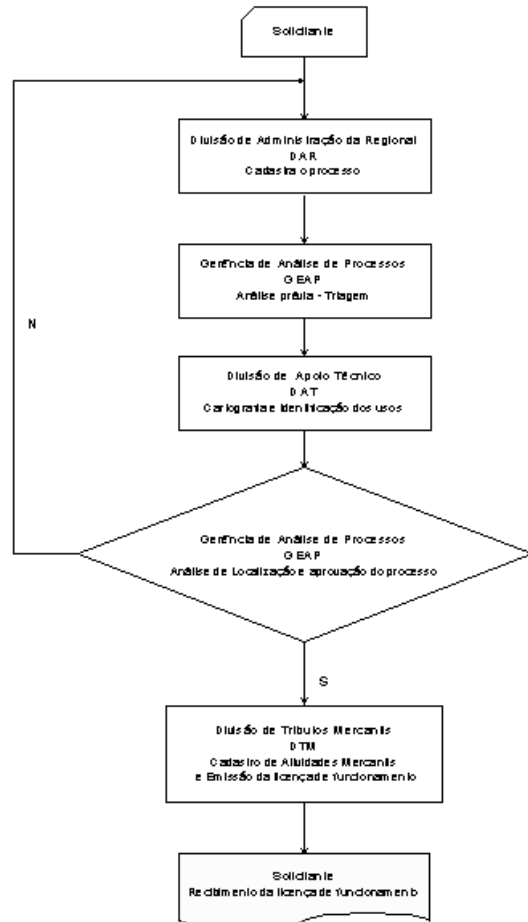 Solicitante
Divisão de Administração da Regional
DAR
Cadastra o processo
Gerência de Análise de Processos
GEAP
Análise prévia - Triagem
N
Divisão de Apoio Técnico
DAT
Cartografia e Identificação dos usos
Gerência de Análise de Processos
GEAP
Análise de Localização e aprovação do processo
S
Divisão de Tributos Mercantis
DTM
Cadastro de Atividades Mercantis
e Emissão da licença de funcionamento
Solicitante
Recebimento da licença de funcionamento